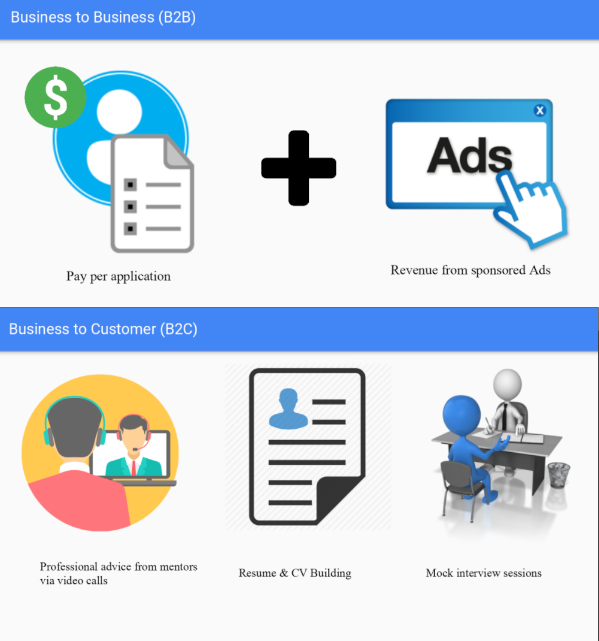 Business to Business (B2B)
$
X
Ads
Pay per application
Revenue from sponsored Ads
Business to Customer (B2C)
Professional advice from mentors
via video calls
Resume & CV Building
Mock interview sessions